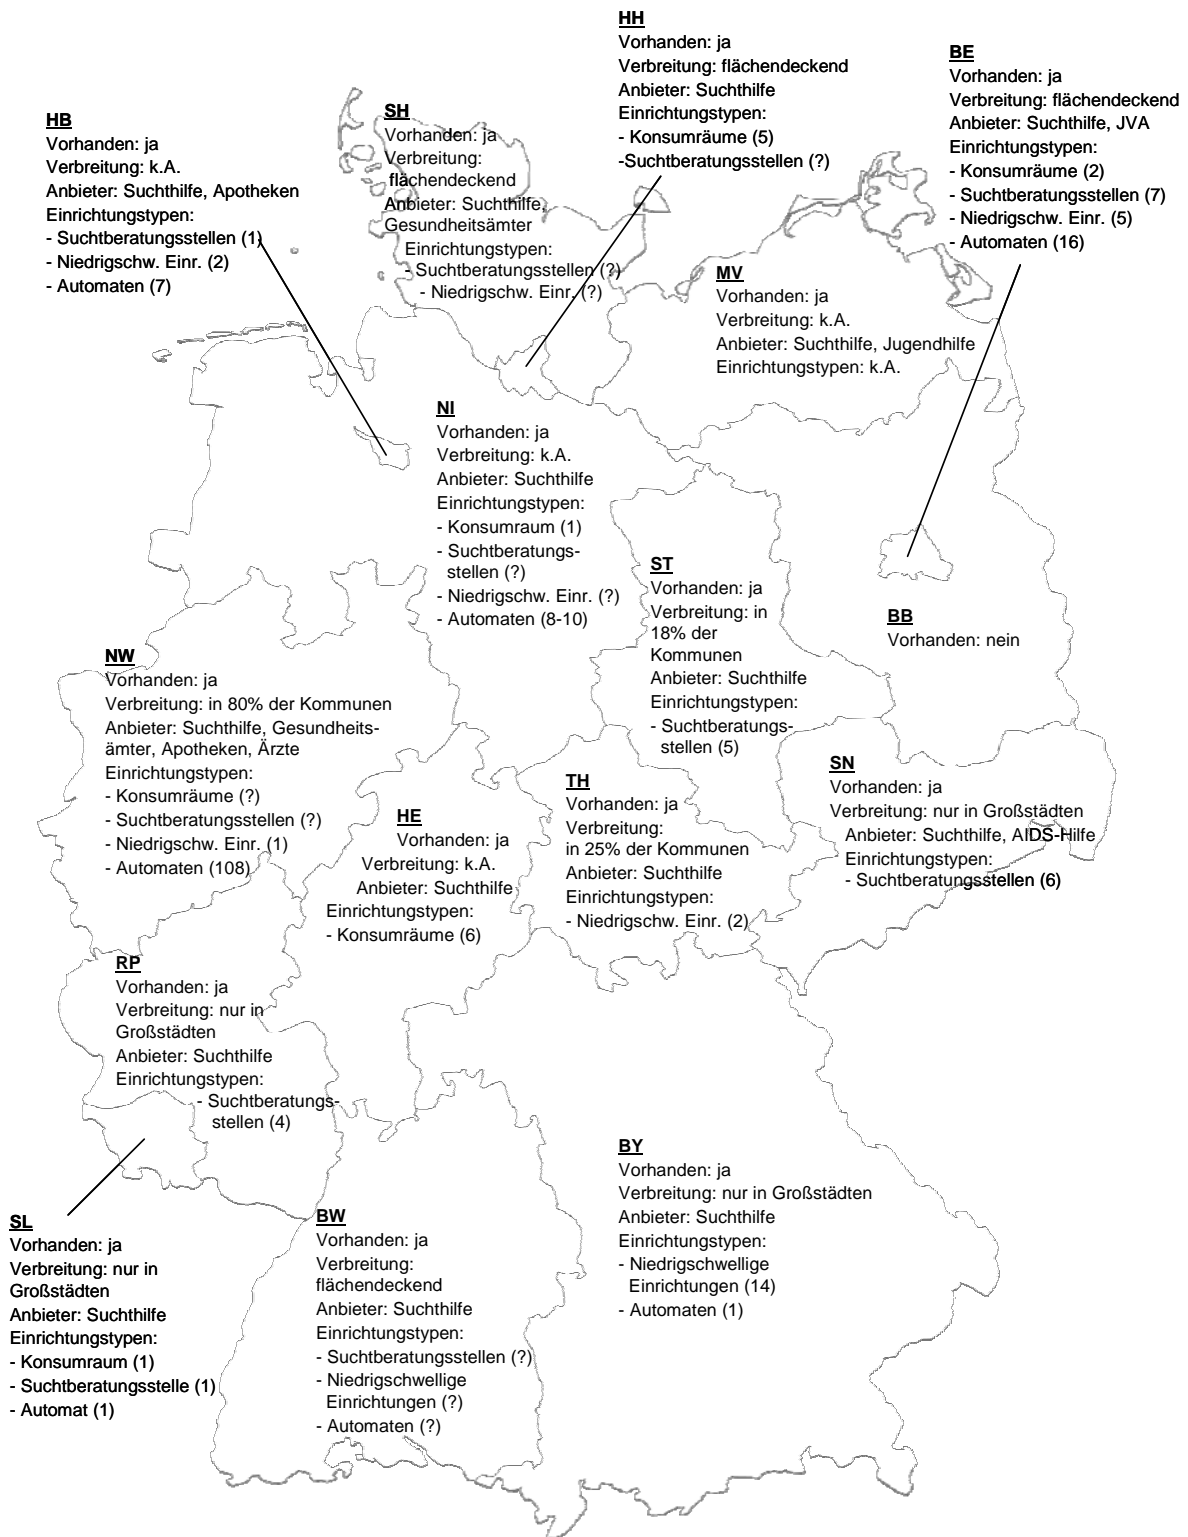 HH
Vorhanden: ja
Verbreitung: flächendeckend
Anbieter: Suchthilfe
Einrichtungstypen:
- Konsumräume (5)
-Suchtberatungsstellen (?)
BE
Vorhanden: ja
Verbreitung: flächendeckend
Anbieter: Suchthilfe, JVA
Einrichtungstypen:
- Konsumräume (2)
- Suchtberatungsstellen (7)
- Niedrigschw. Einr. (5)
- Automaten (16)
SH
Vorhanden: ja
Verbreitung:
flächendeckend
Anbieter: Suchthilfe,
Gesundheitsämter
Einrichtungstypen:
- Suchtberatungsstellen (?)
- Niedrigschw. Einr. (?)
HB
Vorhanden: ja
Verbreitung: k.A.
Anbieter: Suchthilfe, Apotheken
Einrichtungstypen:
- Suchtberatungsstellen (1)
- Niedrigschw. Einr. (2)
- Automaten (7)
MV
Vorhanden: ja
Verbreitung: k.A.
Anbieter: Suchthilfe, Jugendhilfe
Einrichtungstypen: k.A.
NI
Vorhanden: ja
Verbreitung: k.A.
Anbieter: Suchthilfe
Einrichtungstypen:
- Konsumraum (1)
- Suchtberatungs-
stellen (?)
- Niedrigschw. Einr. (?)
- Automaten (8-10)
ST
Vorhanden: ja
Verbreitung: in
18% der
Kommunen
Anbieter: Suchthilfe
Einrichtungstypen:
- Suchtberatungs-
stellen (5)
BB
Vorhanden: nein
NW
Vorhanden: ja
Verbreitung: in 80% der Kommunen
Anbieter: Suchthilfe, Gesundheits-
ämter, Apotheken, Ärzte
Einrichtungstypen:
- Konsumräume (?)
- Suchtberatungsstellen (?)
- Niedrigschw. Einr. (1)
- Automaten (108)
HE
Vorhanden: ja
Verbreitung: k.A.
Anbieter: Suchthilfe
Einrichtungstypen:
- Konsumräume (6)
TH
Vorhanden: ja
Verbreitung:
in 25% der Kommunen
Anbieter: Suchthilfe
Einrichtungstypen:
- Niedrigschw. Einr. (2)
SN
Vorhanden: ja
Verbreitung: nur in Großstädten
Anbieter: Suchthilfe, AIDS-Hilfe
Einrichtungstypen:
- Suchtberatungsstellen (6)
RP
Vorhanden: ja
Verbreitung: nur in
Großstädten
Anbieter: Suchthilfe
Einrichtungstypen:
- Suchtberatungs-
stellen (4)
SL
Vorhanden: ja
Verbreitung: nur in
Großstädten
Anbieter: Suchthilfe
Einrichtungstypen:
- Konsumraum (1)
- Suchtberatungsstelle (1)
- Automat (1)
BW
Vorhanden: ja
Verbreitung:
flächendeckend
Anbieter: Suchthilfe
Einrichtungstypen:
- Suchtberatungsstellen (?)
- Niedrigschwellige
Einrichtungen (?)
- Automaten (?)
BY
Vorhanden: ja
Verbreitung: nur in Großstädten
Anbieter: Suchthilfe
Einrichtungstypen:
- Niedrigschwellige
Einrichtungen (14)
- Automaten (1)